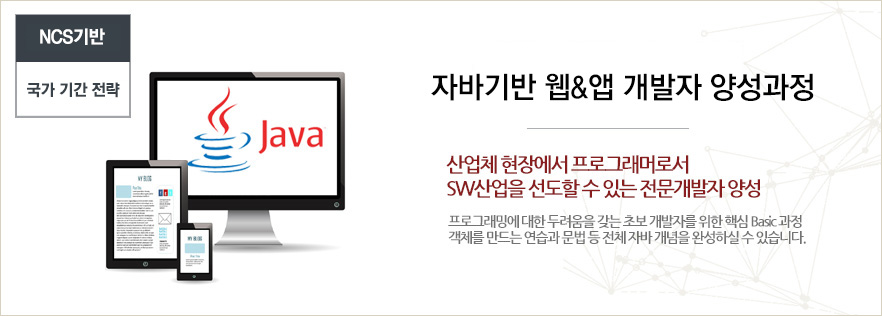 NCS기반
국가 기간 전략
Java
MY BLOG
MY BLOG
자바기반 웹&앱 개발자 양성과정
산업체 현장에서 프로그래머로서
SW산업을 선도할 수 있는 전문개발자 양성
프로그래밍에 대한 두려움을 갖는 초보 개발자를 위한 핵심 Basic 과정
객체를 만드는 연습과 문법 등 전체 자바 개념을 완성하실 수 있습니다.